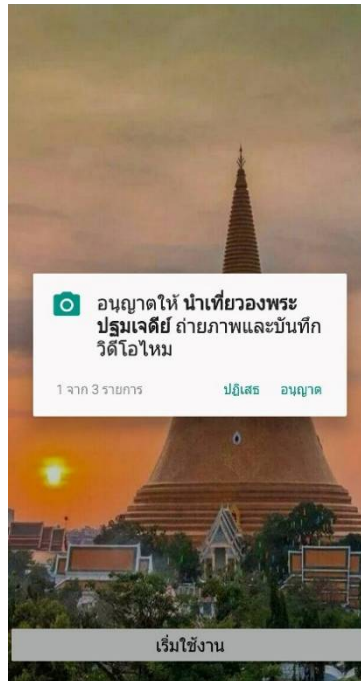 อนุญาตให้ นำเที่ยวองพระ
ปฐมเจดีย์ ถ่ายภาพและบันทึก
วิดีโอไหม
1 จาก 3 รายการ ปฏิเสธ อนุญาต
เริ่มใช้งาน